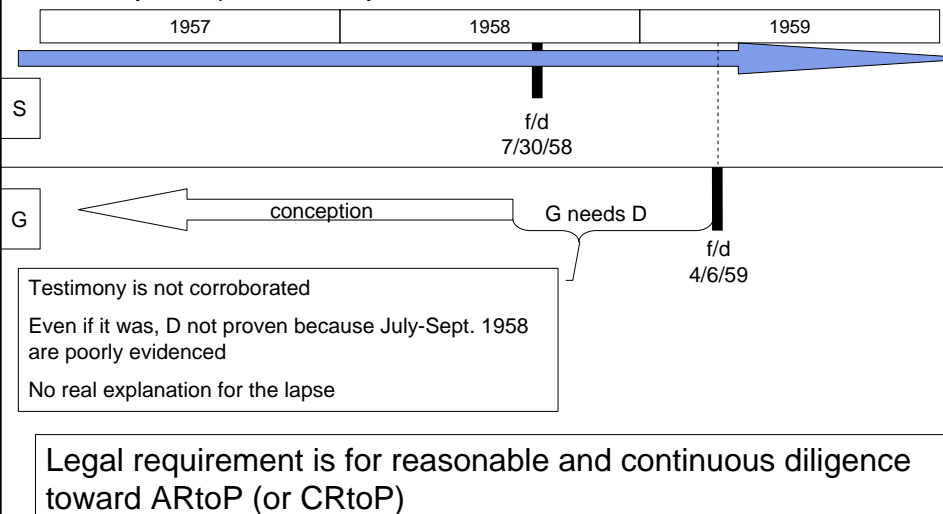 1957 1958 1959
S
f/d
7/30/58
G
conception
G needs D
f/d
4/6/59
Testimony is not corroborated
Even if it was, D not proven because July-Sept. 1958
are poorly evidenced
No real explanation for the lapse
Legal requirement is for reasonable and continuous diligence
toward ARtoP (or CRtoP)